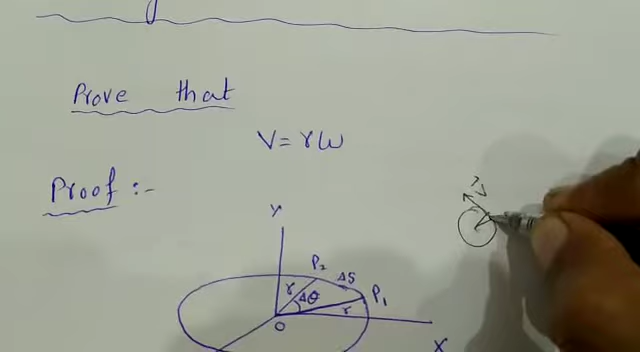 Prove that
V = rω
Proof :-
V
Y
P₂
ΔS
r
Δθ
P₁
r
O
X